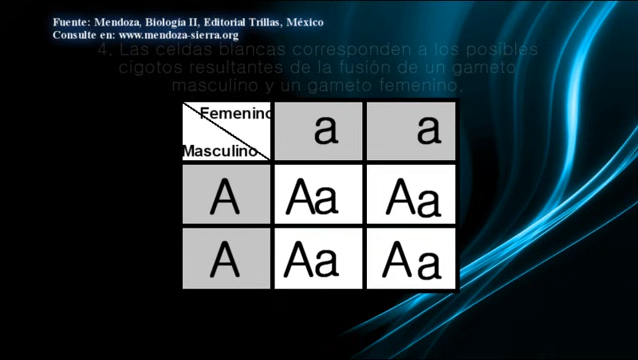 Fuente: Mendoza, Biología II, Editorial Trillas, México
Consulte en: www.mendoza-sierra.org
4. Las celdas blancas corresponden a los posibles
cigotos resultantes de la fusión de un gameto
masculino y un gameto femenino.
Femenino
a a
Masculino
A Aa Aa
A Aa Aa